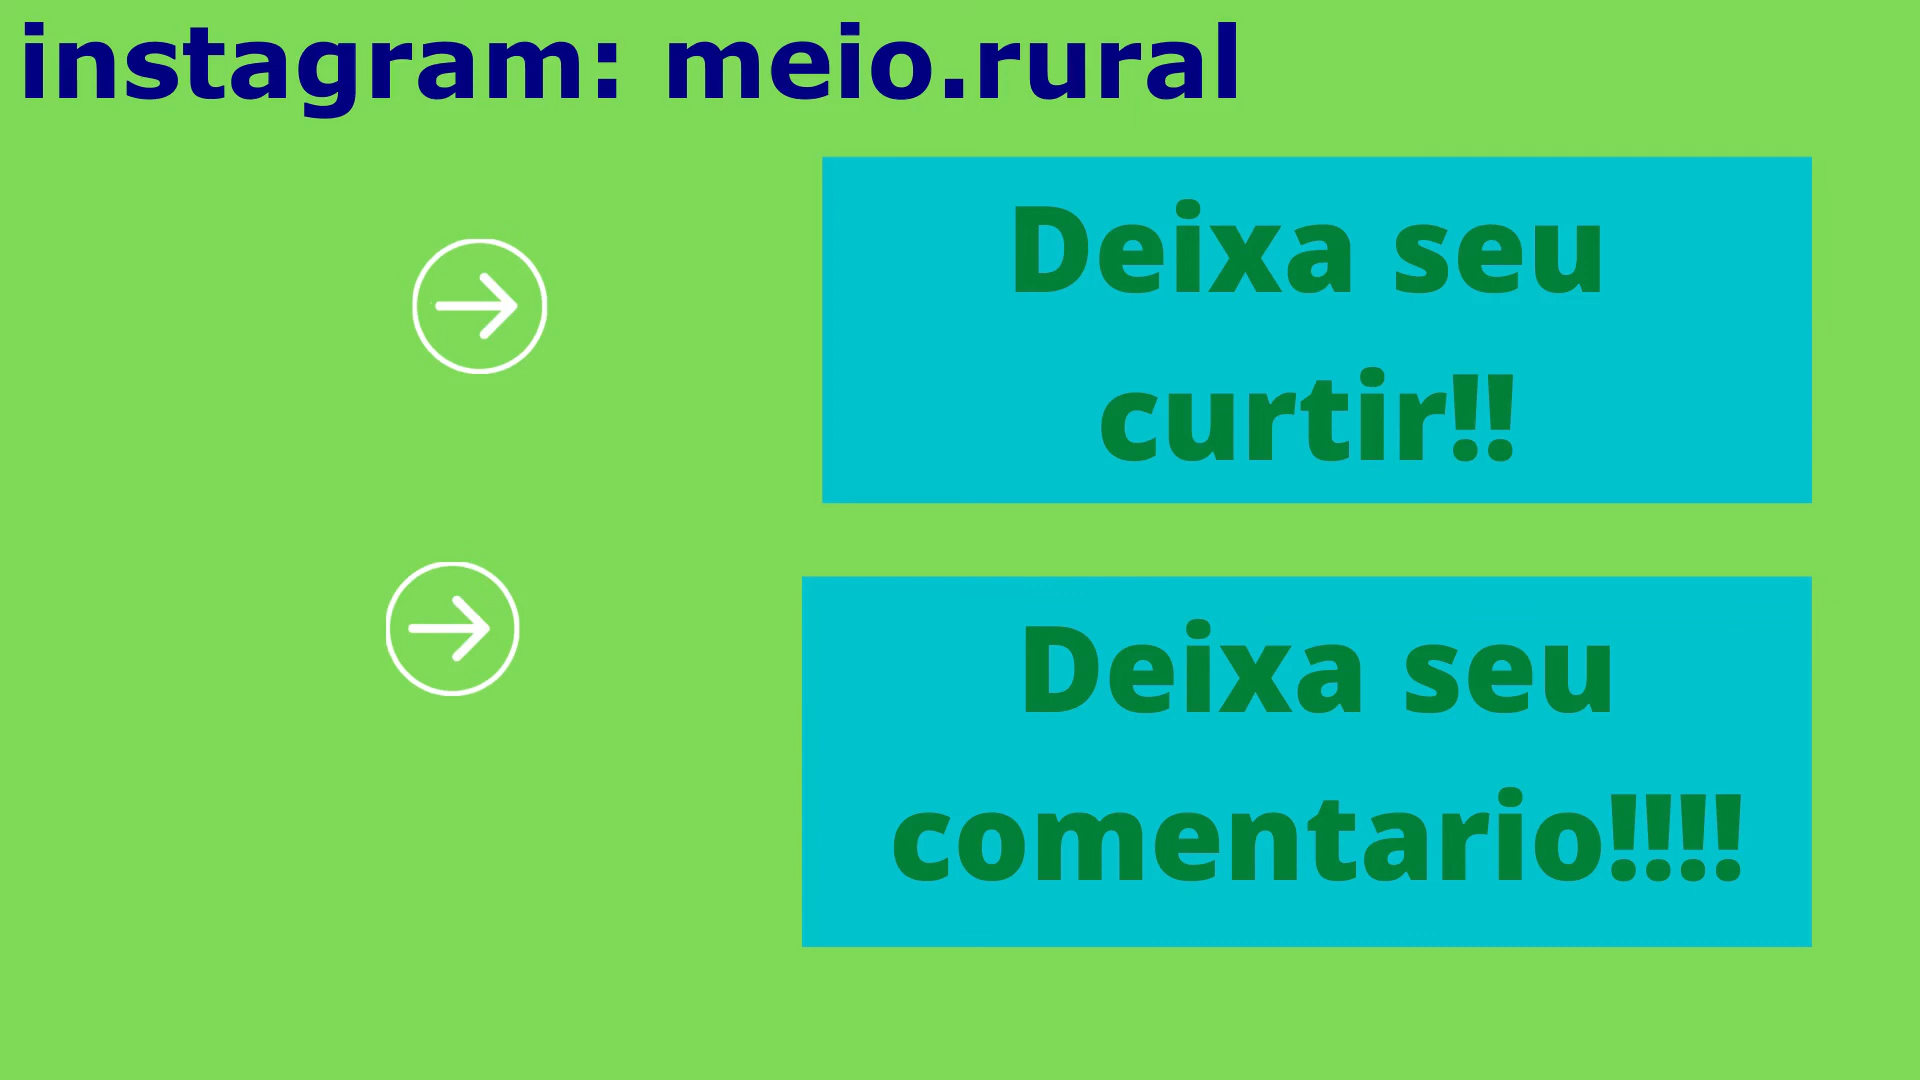 instagram: meio.rural
Deixa seu
curtir!!
Deixa seu
comentario!!!!